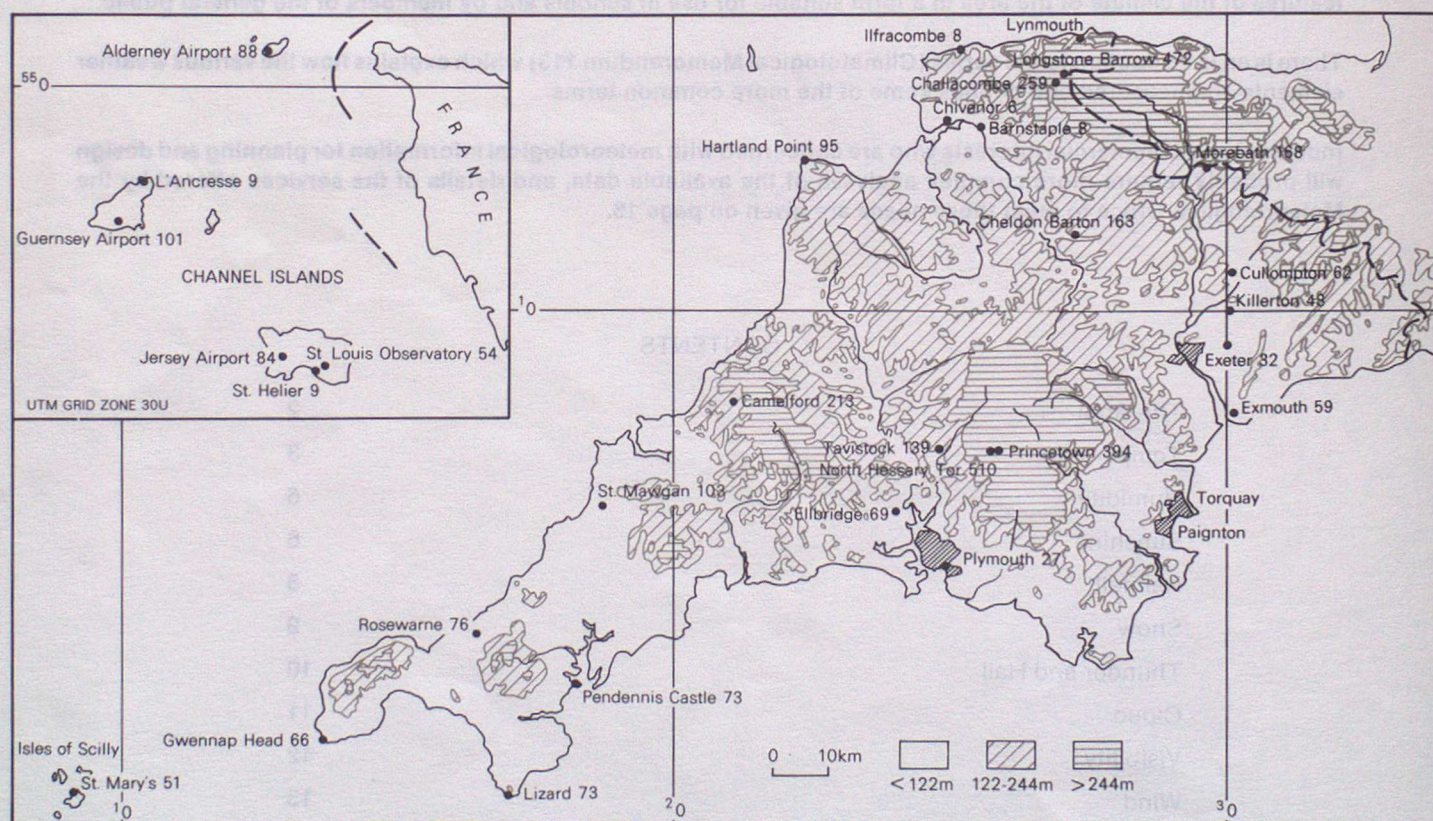 Alderney Airport 88
55
0
FRANCE
L'Ancresse 9
Guernsey Airport 101
CHANNEL ISLANDS
Jersey Airport 84
St. Louis Observatory 54
St. Helier 9
UTM GRID ZONE 30U
Lynmouth
Ilfracombe 8
Longstone Barrow 472
Challacombe 259
Chivenor 6
Barnstaple 8
Hartland Point 95
Morebath 168
Cheldon Barton 163
Cullompton 62
Killerton 48
10
Exeter 32
Camelford 213
Exmouth 59
Tavistock 139
Princetown 394
North Hessary Tor 510
St. Mawgan 103
Torquay
Ellbridge 69
Paignton
Plymouth 27
Rosewarne 76
Pendennis Castle 73
Gwennap Head 66
Isles of Scilly
St. Mary's 51
Lizard 73
0 10km
<122m 122-244m >244m
10 20 30